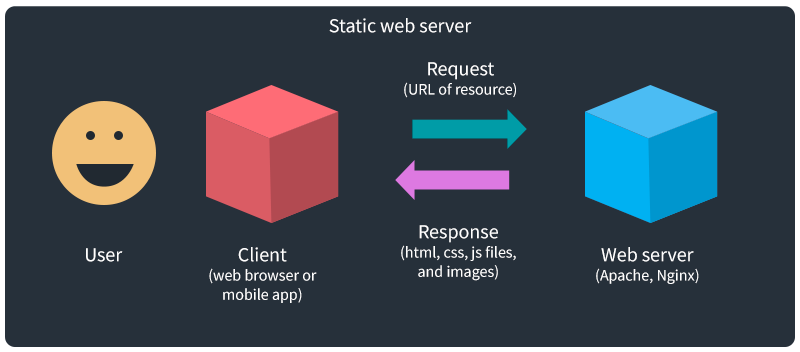 Static web server
Request
(URL of resource)
Response
(html, css, js files,
and images)
User
Client
(web browser or
mobile app)
Web server
(Apache, Nginx)